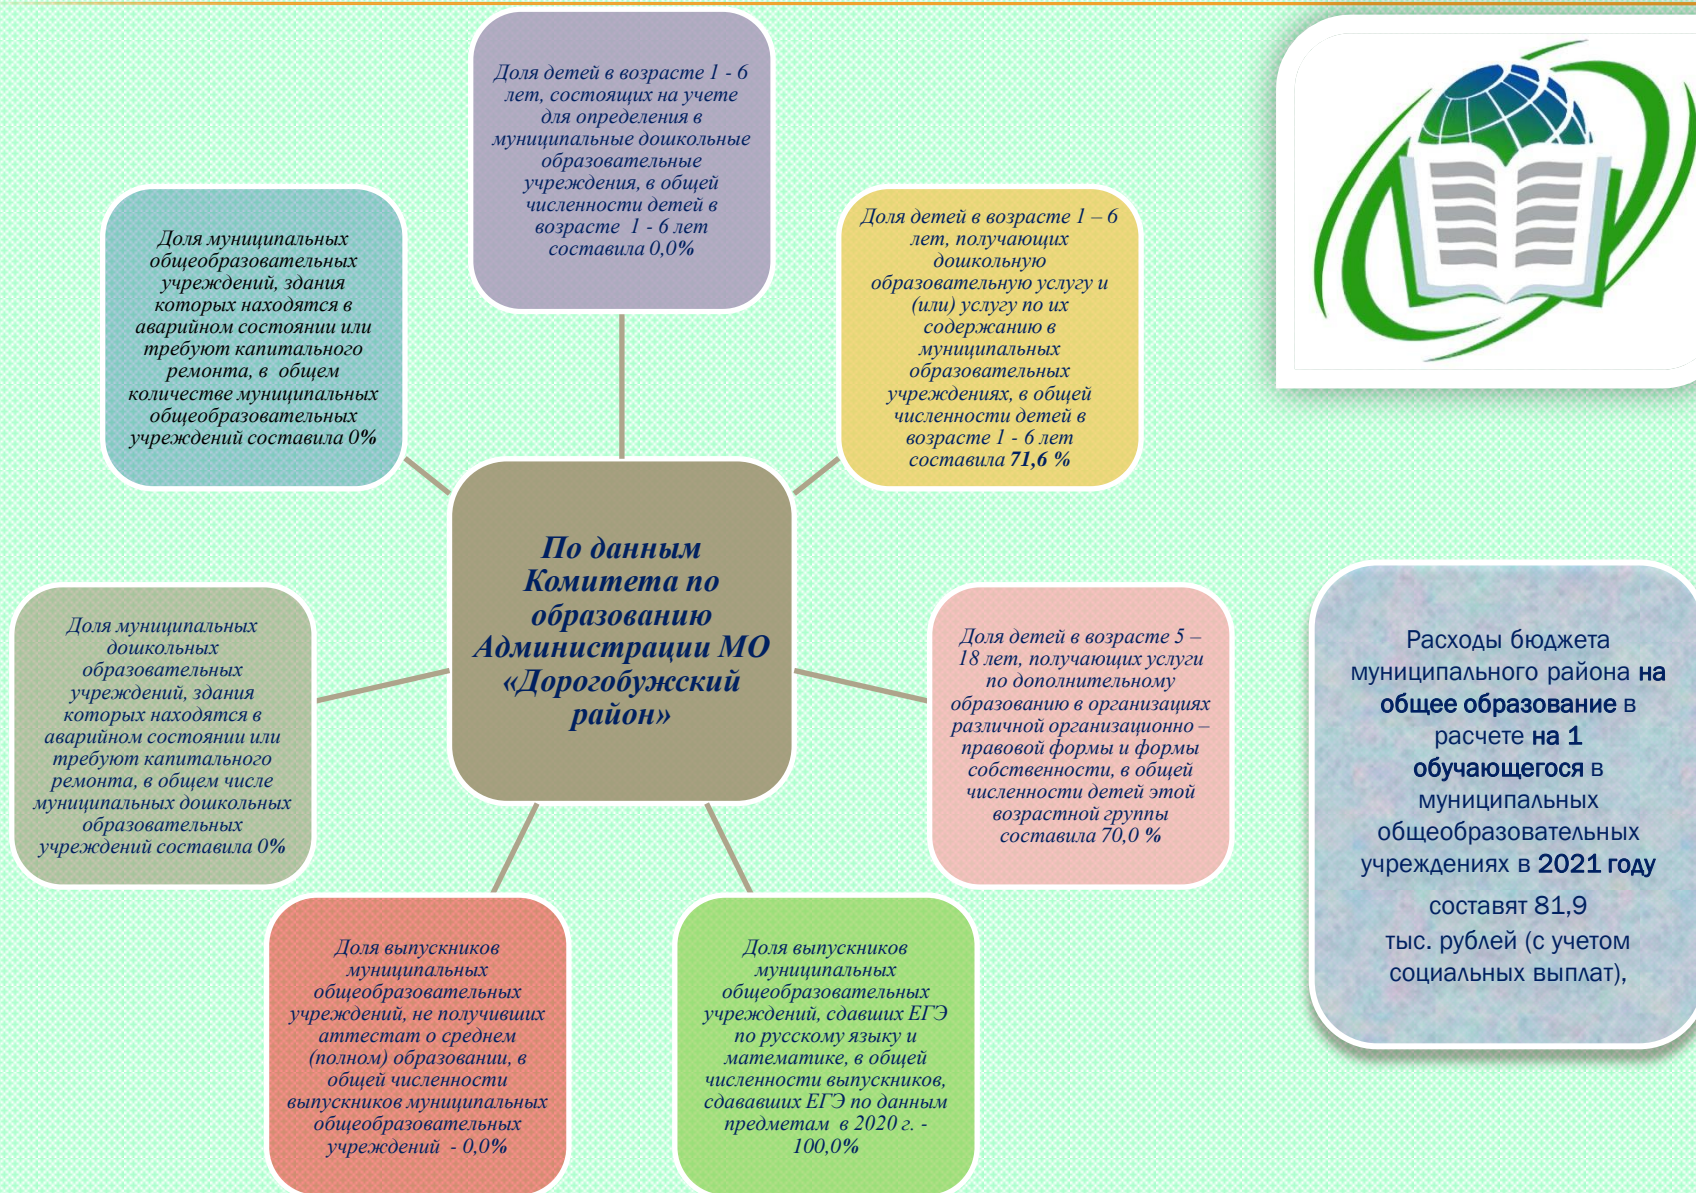 Доля детей в возрасте 1 - 6
лет, состоящих на учете
для определения в
муниципальные дошкольные
образовательные
учреждения, в общей
численности детей в
возрасте 1 - 6 лет
составила 0,0%
Доля детей в возрасте 1 – 6
лет, получающих
дошкольную
образовательную услугу и
(или) услугу по их
содержанию в
муниципальных
образовательных
учреждениях, в общей
численности детей в
возрасте 1 - 6 лет
составила 71,6 %
Доля детей в возрасте 5 –
18 лет, получающих услуги
по дополнительному
образованию в организациях
различной организационно –
правовой формы и формы
собственности, в общей
численности детей этой
возрастной группы
составила 70,0 %
Доля выпускников
муниципальных
общеобразовательных
учреждений, сдавших ЕГЭ
по русскому языку и
математике, в общей
численности выпускников,
сдававших ЕГЭ по данным
предметам в 2020 г. -
100,0%
Доля выпускников
муниципальных
общеобразовательных
учреждений, не получивших
аттестат о среднем
(полном) образовании, в
общей численности
выпускников муниципальных
общеобразовательных
учреждений - 0,0%
Доля муниципальных
дошкольных
образовательных
учреждений, здания
которых находятся в
аварийном состоянии или
требуют капитального
ремонта, в общем числе
муниципальных дошкольных
образовательных
учреждений составила 0%
Доля муниципальных
общеобразовательных
учреждений, здания
которых находятся в
аварийном состоянии или
требуют капитального
ремонта, в общем
количестве муниципальных
общеобразовательных
учреждений составила 0%
По данным
Комитета по
образованию
Администрации МО
«Дорогобужский
район»
Расходы бюджета
муниципального района на
общее образование в
расчете на 1
обучающегося в
муниципальных
общеобразовательных
учреждениях в 2021 году
составят 81,9
тыс. рублей (с учетом
социальных выплат),